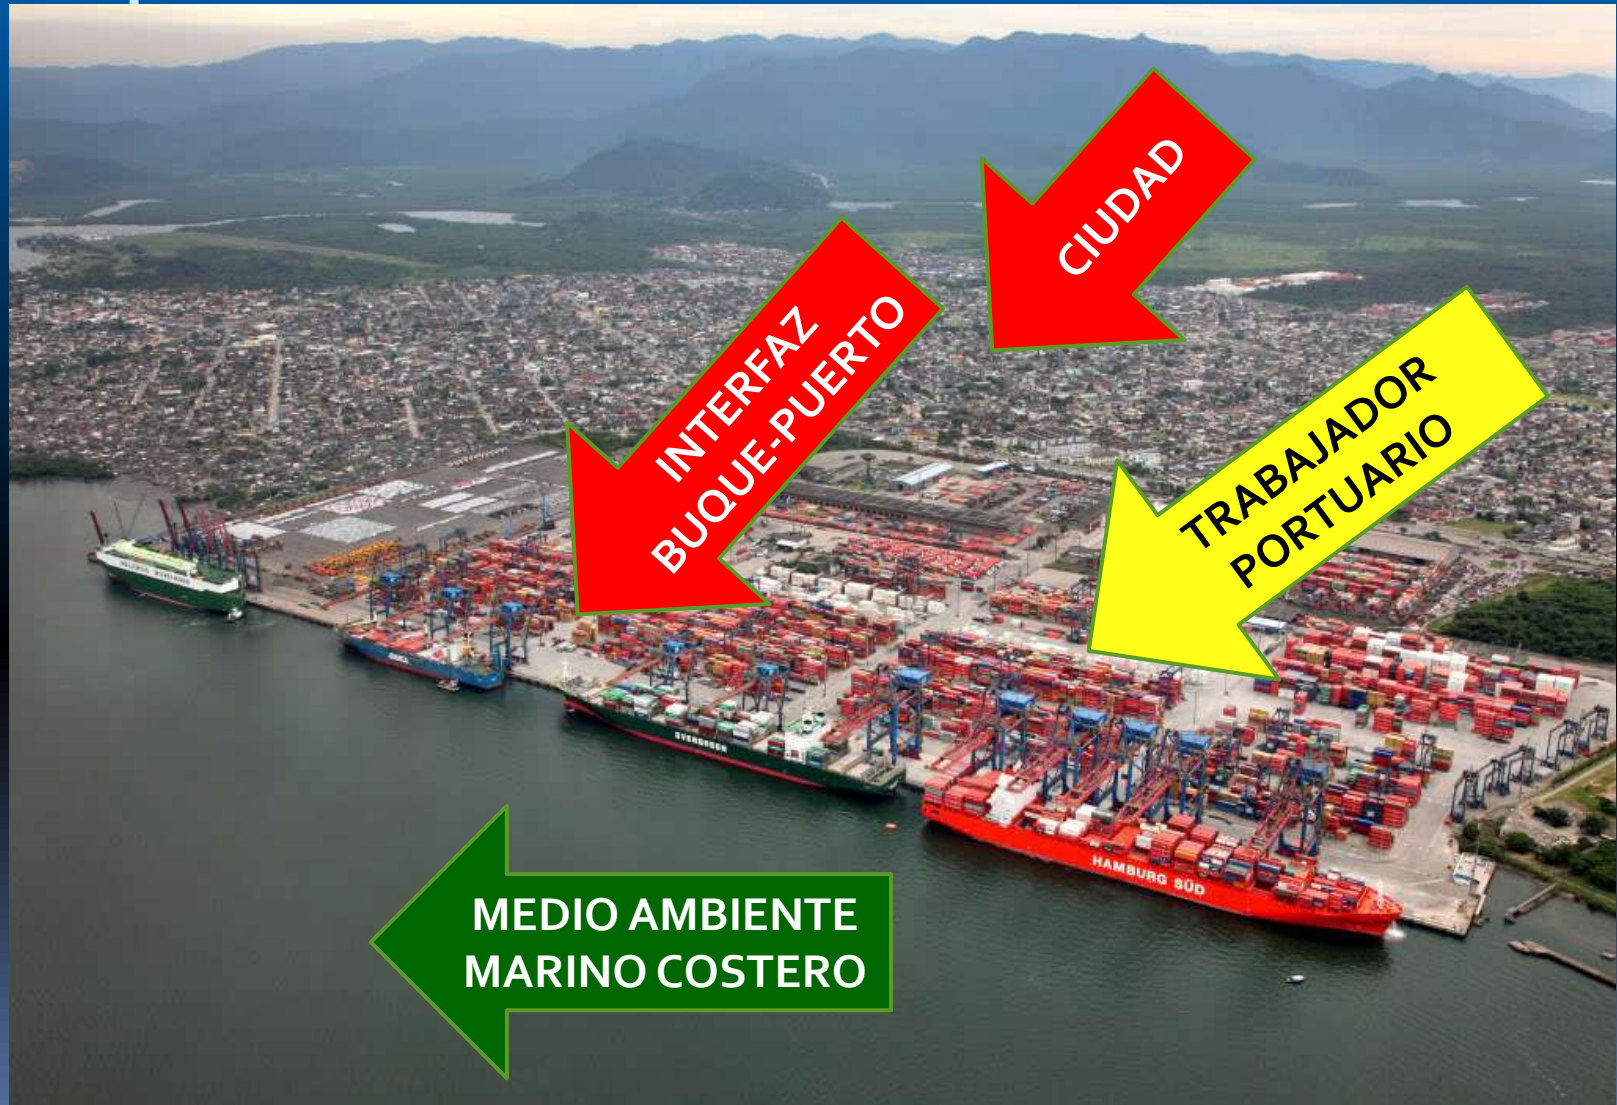 CIUDAD
INTERFAZ
BUQUE-PUERTO
TRABAJADOR
PORTUARIO
EVERGREEN
HAMBURG SÜD
MEDIO AMBIENTE
MARINO COSTERO